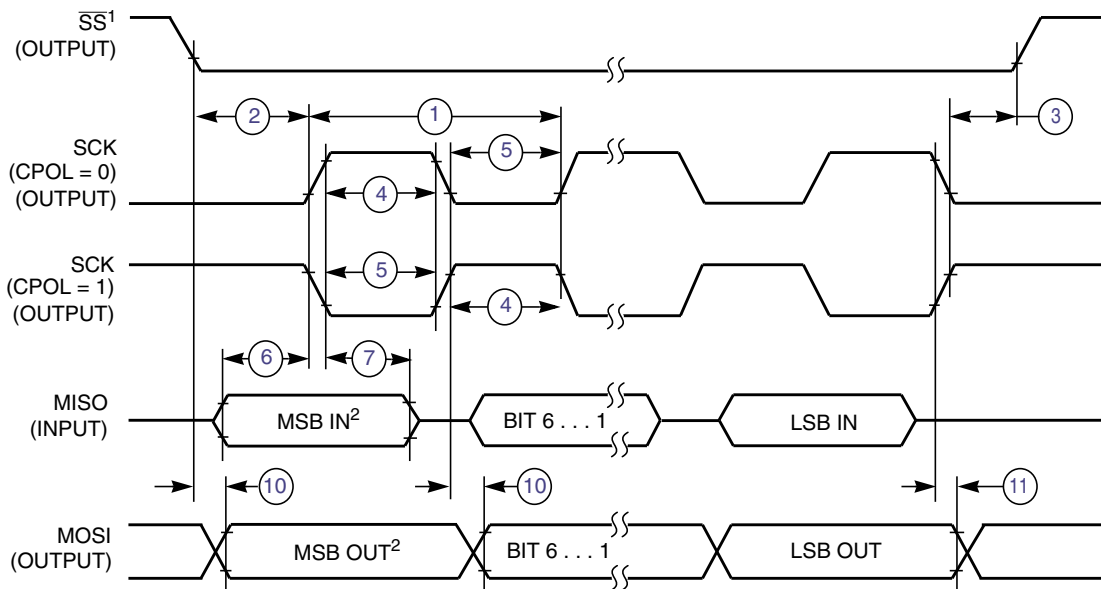 SS¹
(OUTPUT)
2
1
3
SCK
(CPOL = 0)
(OUTPUT)
5
4
SCK
(CPOL = 1)
(OUTPUT)
5
4
6
7
MISO
(INPUT)
MSB IN²
BIT 6 . . . 1
LSB IN
10
10
11
MOSI
(OUTPUT)
MSB OUT²
BIT 6 . . . 1
LSB OUT